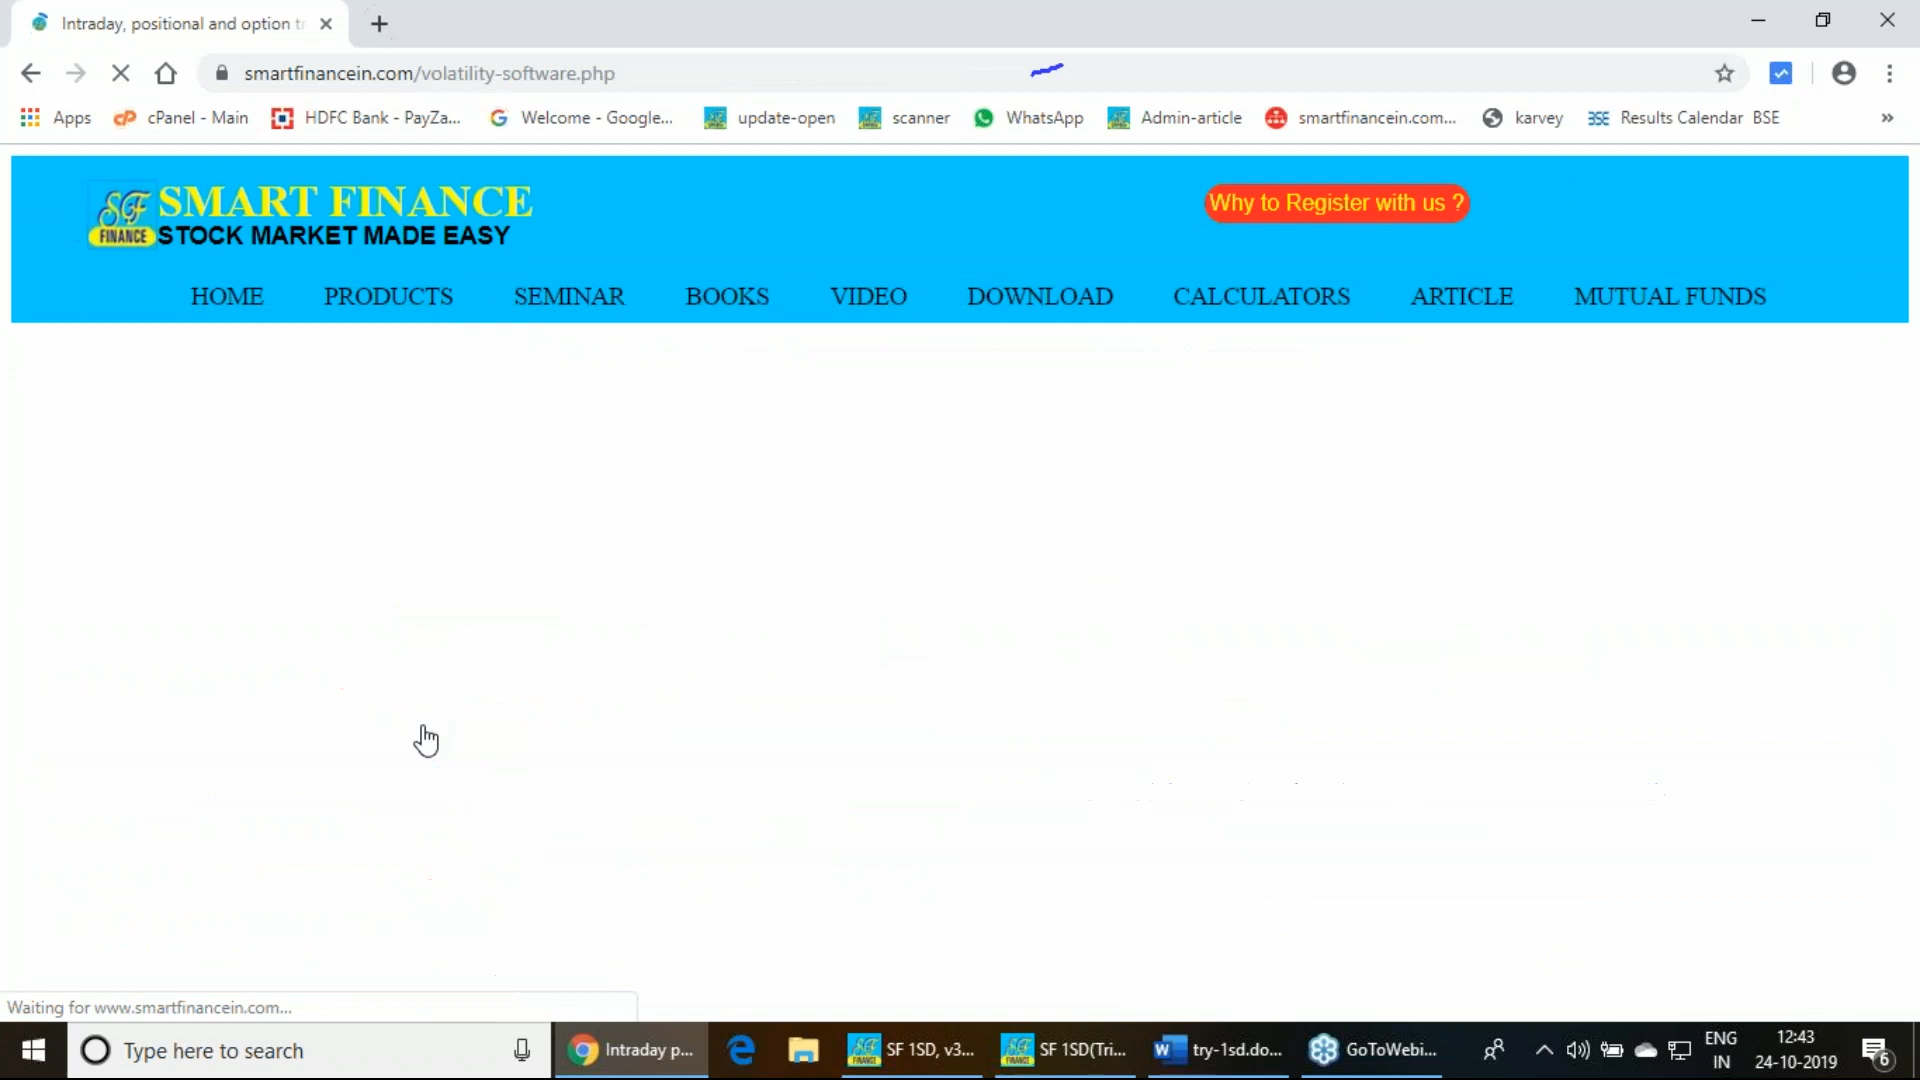 Intraday, positional and option tr
smartfinancein.com/volatility-software.php
Apps cPanel - Main HDFC Bank - PayZa... Welcome - Google... update-open scanner WhatsApp Admin-article smartfinancein.com... karvey BSE Results Calendar BSE »
SGF FINANCE
SMART FINANCE
STOCK MARKET MADE EASY
Why to Register with us ?
HOME PRODUCTS SEMINAR BOOKS VIDEO DOWNLOAD CALCULATORS ARTICLE MUTUAL FUNDS
Waiting for www.smartfinancein.com...
Type here to search
Intraday p... SF 1SD, v3... SF 1SD(Tri... try-1sd.do... GoToWebi...
ENG
IN
12:43
24-10-2019
6